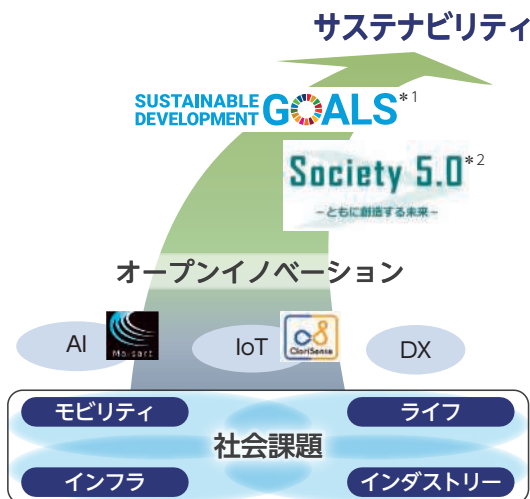 サステナビリティ
SUSTAINABLE
DEVELOPMENT GOALS*1
Society 5.0*2
－ともに創造する未来－
オープンイノベーション
AI Maisart IoT ClariSense DX
モビリティ ライフ
社会課題
インフラ インダストリー